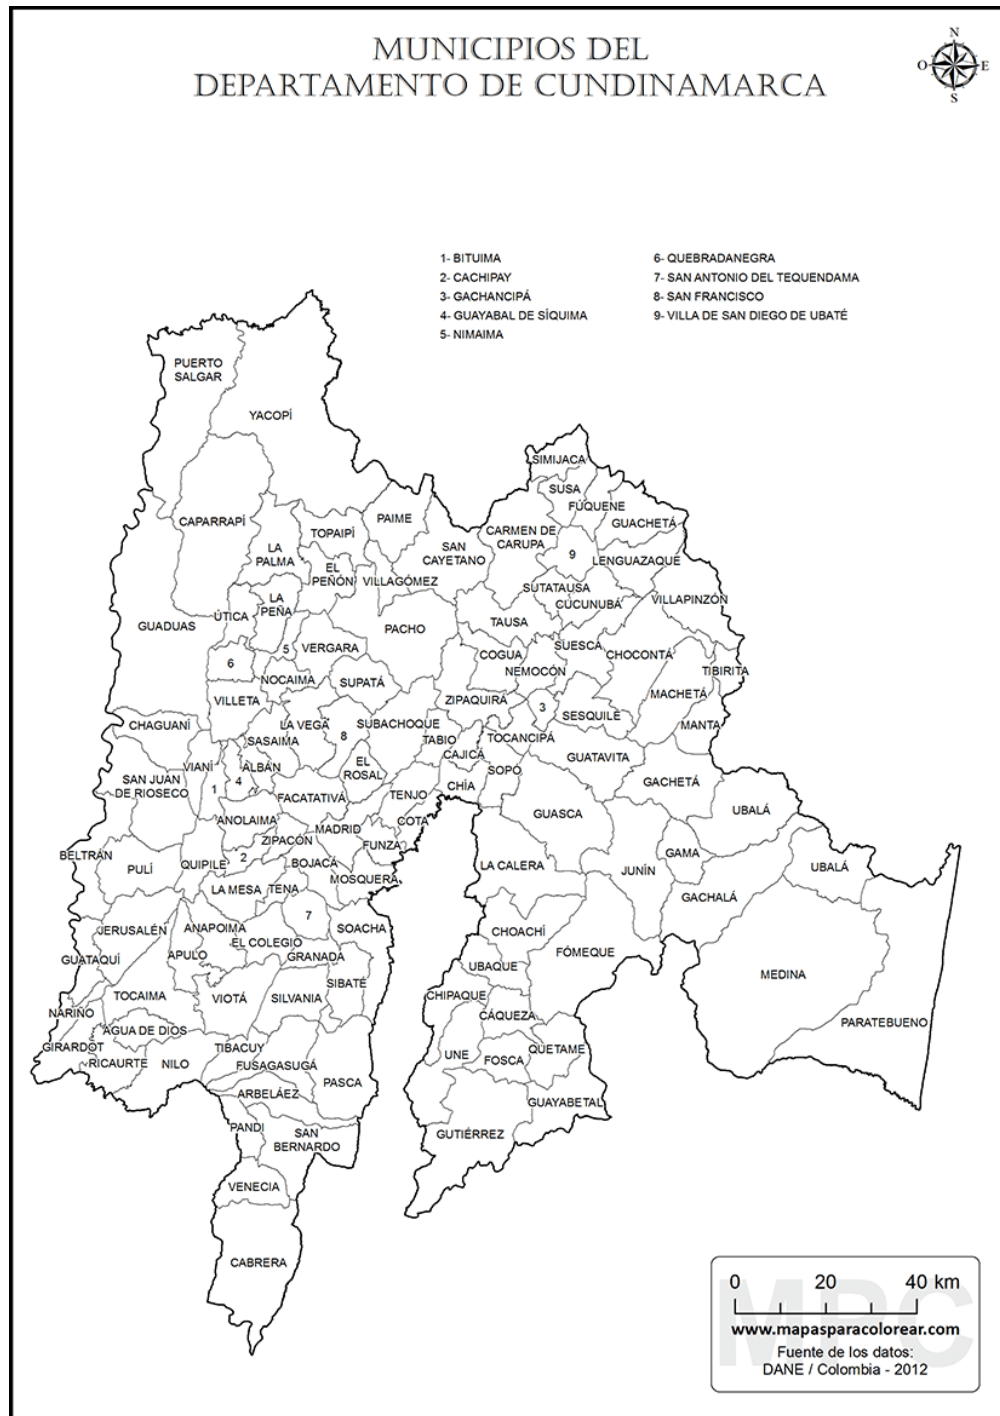 MUNICIPIOS DEL
DEPARTAMENTO DE CUNDINAMARCA
N
O
E
S
1- BITUIMA
2- CACHIPAY
3- GACHANCIPÁ
4- GUAYABAL DE SÍQUIMA
5- NIMAIMA
6- QUEBRADANEGRA
7- SAN ANTONIO DEL TEQUENDAMA
8- SAN FRANCISCO
9- VILLA DE SAN DIEGO DE UBATÉ
PUERTO
SALGAR
YACOPÍ
SIMIJACA
SUSA
FÚQUENE
GUACHETÁ
CAPARRAPÍ
PAIME
TOPAIPÍ
CARMEN DE
CARUPA
SAN
CAYETANO
9
LENGUAZAQUE
LA
PALMA
EL
PEÑÓN
VILLAGÓMEZ
SUTATAUSA
CUCUNUBÁ
VILLAPINZÓN
LA
PEÑA
ÚTICA
GUADUAS
PACHO
TAUSA
5
VERGARA
COGUA
NEMOCÓN
SUESCA
CHOCONTÁ
TIBIRITA
6
NOCAIMA
SUPATÁ
MACHETÁ
VILLETA
ZIPAQUIRÁ
3
SESQUILÉ
MANTA
CHAGUANÍ
LA VEGA
8
SUBACHOQUE
SASAIMA
TABIO
TOCANCIPÁ
CAJICÁ
GUATAVITA
VIANÍ
ALBÁN
EL
ROSAL
SOPÓ
SAN JUAN
DE RIOSECO
1
4
FACATATIVÁ
TENJO
CHÍA
GACHETÁ
UBALÁ
ANOLAIMA
MADRID
COTA
GUASCA
ZIPACÓN
FUNZA
BELTRÁN
PULÍ
QUIPILE
2
BOJACÁ
MOSQUERA
LA CALERA
JUNÍN
GAMA
UBALÁ
LA MESA
TENA
GACHALÁ
7
JERUSALÉN
ANAPOIMA
EL COLEGIO
SOACHA
CHOACHÍ
GUATAQUÍ
APULO
GRANADA
FÓMEQUE
UBAQUE
MEDINA
SIBATÉ
TOCAIMA
VIOTÁ
SILVANIA
CHIPAQUE
NARIÑO
CÁQUEZA
PARATEBUENO
AGUA DE DIOS
GIRARDOT
TIBACUY
QUETAME
RICAURTE
NILO
FUSAGASUGÁ
UNE
FOSCA
PASCA
ARBELÁEZ
GUAYABETAL
PANDI
SAN
BERNARDO
GUTIÉRREZ
VENECIA
CABRERA
0 20 40 km
MPC
www.mapasparacolorear.com
Fuente de los datos:
DANE / Colombia - 2012